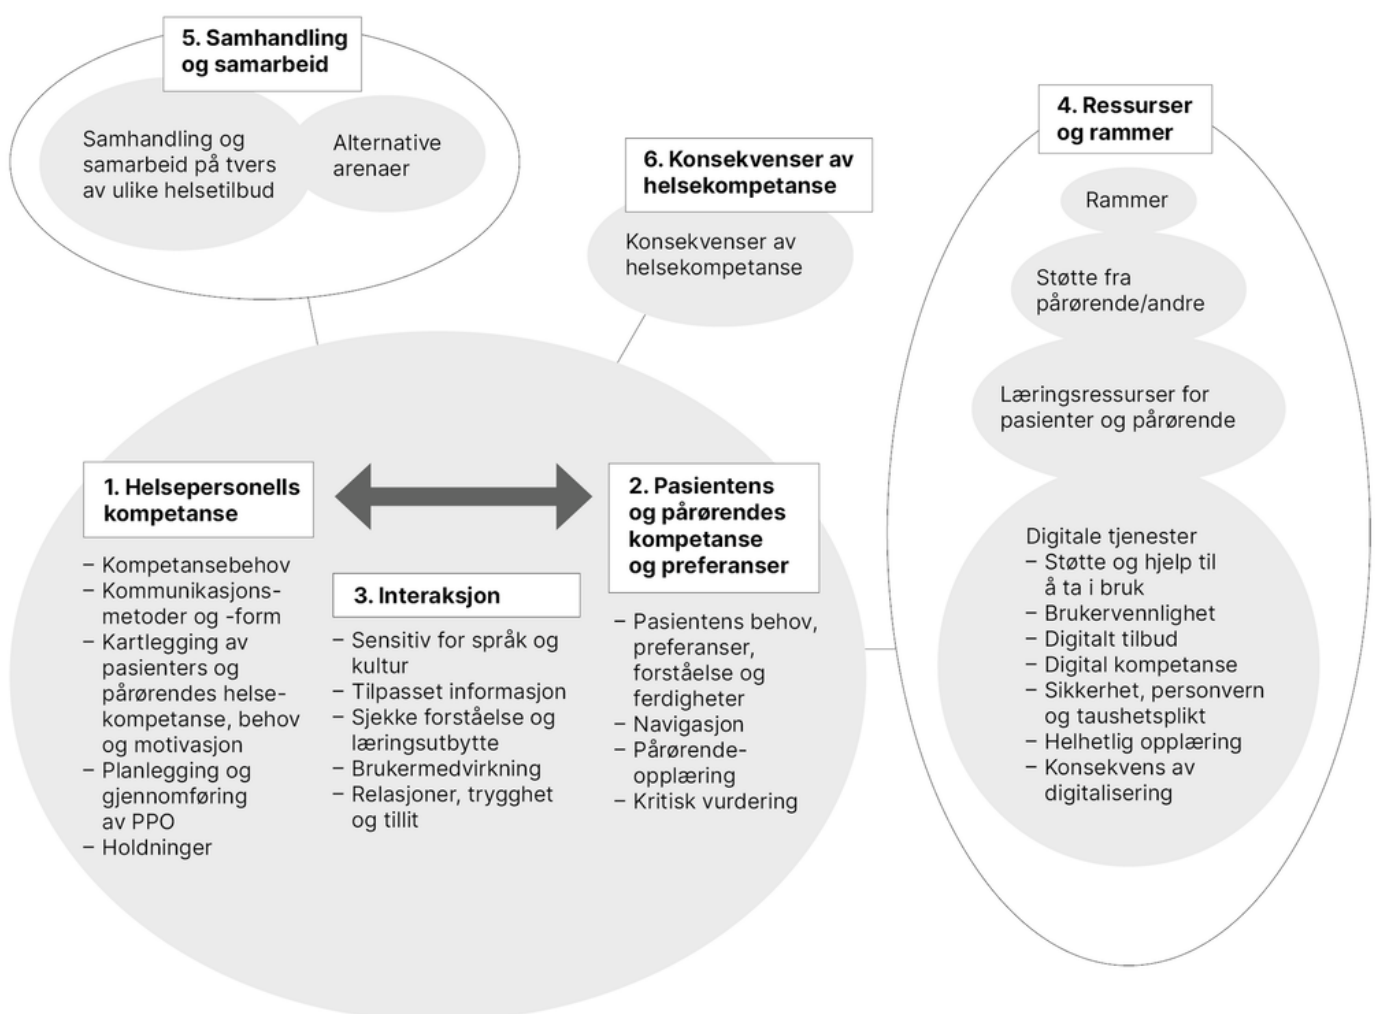 5. Samhandling
og samarbeid
Samhandling og
samarbeid på tvers
av ulike helsetilbud
Alternative
arenaer
6. Konsekvenser av
helsekompetanse
Konsekvenser av
helsekompetanse
4. Ressurser
og rammer
Rammer
Støtte fra
pårørende/andre
Læringsressurser for
pasienter og pårørende
Digitale tjenester
– Støtte og hjelp til
å ta i bruk
– Brukervennlighet
– Digitalt tilbud
– Digital kompetanse
– Sikkerhet, personvern
og taushetsplikt
– Helhetlig opplæring
– Konsekvens av
digitalisering
1. Helsepersonells
kompetanse
– Kompetansebehov
– Kommunikasjons-
metoder og -form
– Kartlegging av
pasienters og
pårørendes helse-
kompetanse, behov
og motivasjon
– Planlegging og
gjennomføring
av PPO
– Holdninger
3. Interaksjon
– Sensitiv for språk og
kultur
– Tilpasset informasjon
– Sjekke forståelse og
læringsutbytte
– Brukermedvirkning
– Relasjoner, trygghet
og tillit
2. Pasientens
og pårørendes
kompetanse
og preferanser
– Pasientens behov,
preferanser,
forståelse og
ferdigheter
– Navigasjon
– Pårørende-
opplæring
– Kritisk vurdering